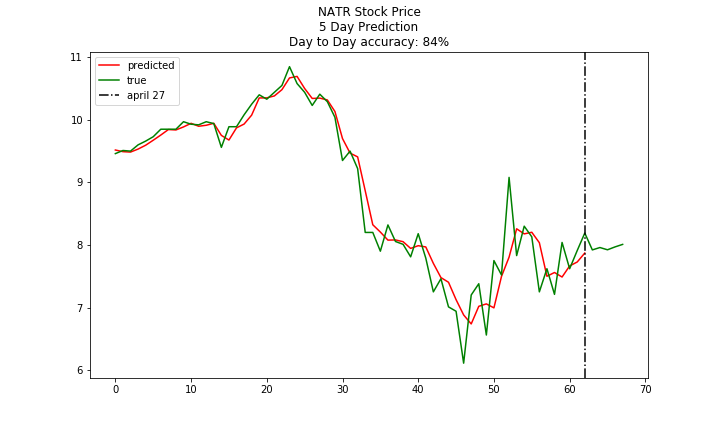 NATR Stock Price
5 Day Prediction
Day to Day accuracy: 84%
predicted
true
april 27
11
10
9
8
7
6
0
10
20
30
40
50
60
70